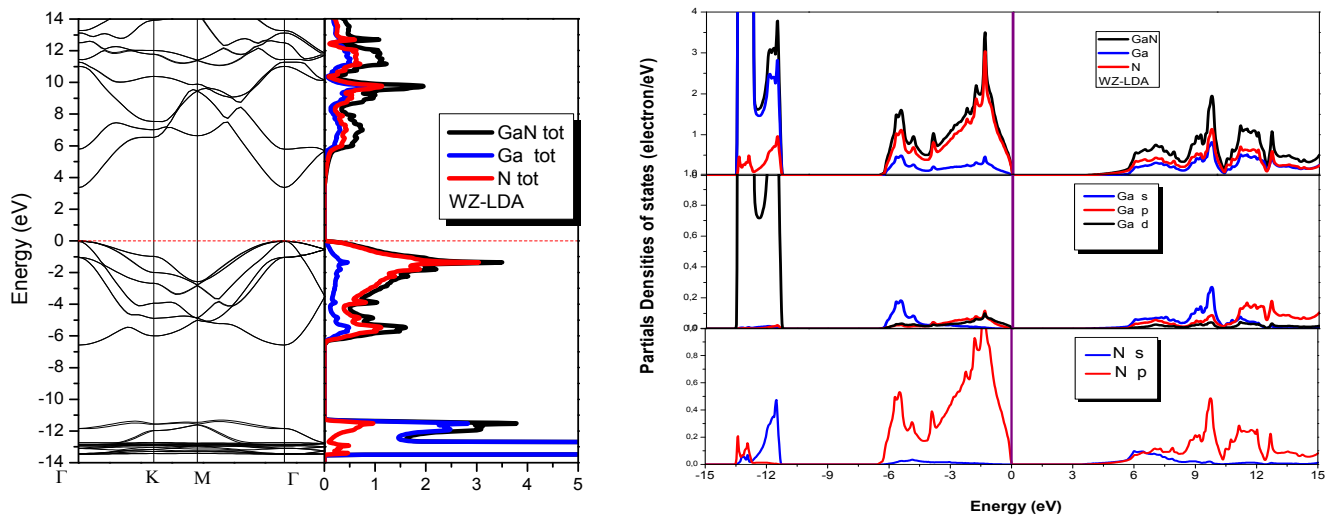 14
12
10
8
6
4
2
0
-2
-4
-6
-8
-10
-12
-14
Energy (eV)
Γ K M Γ
0 1 2 3 4 5
GaN tot
Ga tot
N tot
WZ-LDA
Partials Densities of states (electron/eV)
4
3
2
1
GaN
Ga
N
WZ-LDA
0,8
0,6
0,4
0,2
0,0
Ga s
Ga p
Ga d
0,8
0,6
0,4
0,2
0,0
N s
N p
-15 -12 -9 -6 -3 0 3 6 9 12 15
Energy (eV)